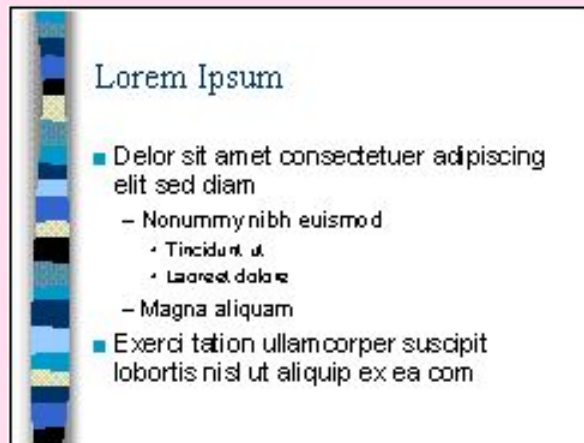 Lorem Ipsum
Delor sit amet consectetuer adipiscing
elit sed diam
– Nonummy nibh euismod
• Tincidunt ut
• Laoreet dolore
– Magna aliquam
Exerci tation ullamcorper suscipit
lobortis nisl ut aliquip ex ea com